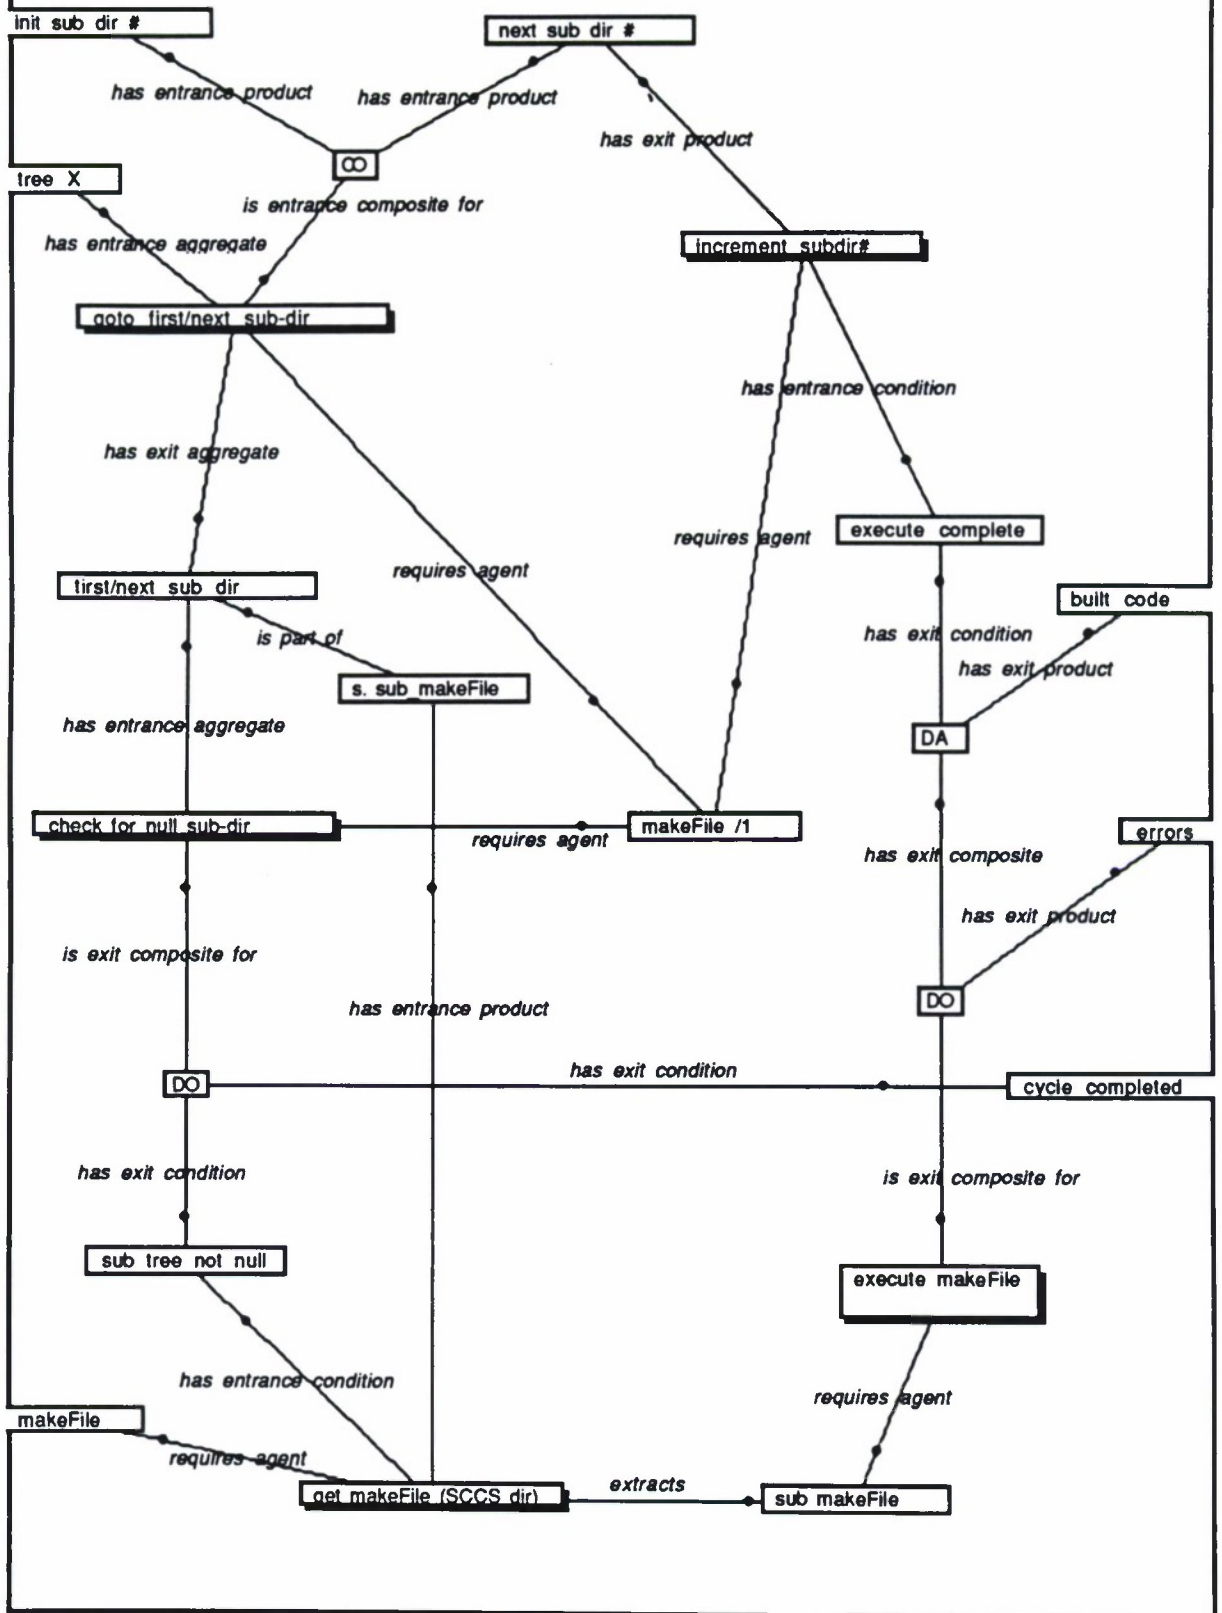 init sub dir #
next sub dir #
has entrance product
has entrance product
has exit product
CO
tree X
is entrance composite for
has entrance aggregate
increment subdir#
goto first/next sub-dir
has entrance condition
has exit aggregate
requires agent
execute complete
requires agent
first/next sub dir
built code
is part of
has exit condition
has exit product
s. sub_makeFile
has entrance aggregate
DA
check for null sub-dir
makeFile /1
errors
requires agent
has exit composite
has exit product
is exit composite for
DO
has entrance product
has exit condition
DO
cycle completed
has exit condition
is exit composite for
sub tree not null
execute makeFile
has entrance condition
requires agent
makeFile
requires agent
extracts
get makeFile (SCCS dir)
sub makeFile